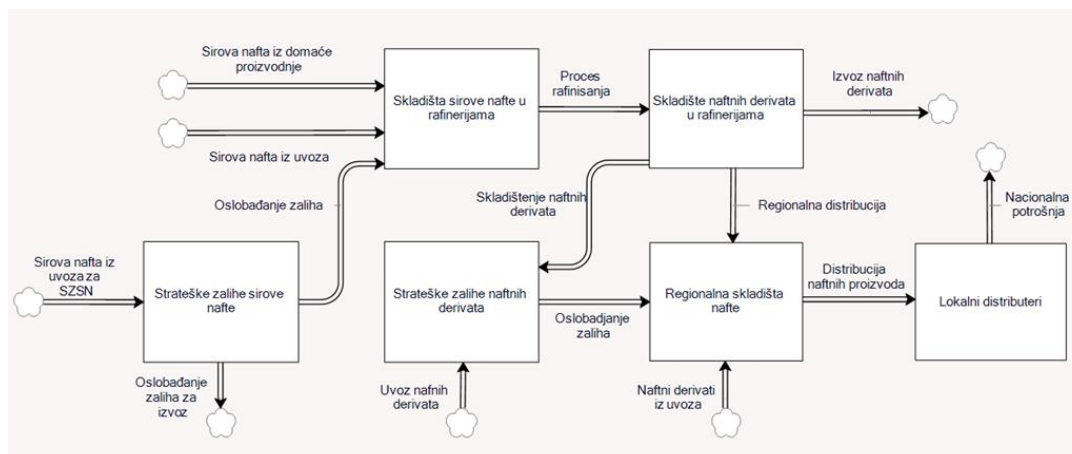 Sirova nafta iz domaće
proizvodnje
Sirova nafta iz uvoza
Oslobađanje zaliha
Skladišta sirove nafte u
rafinerijama
Proces
rafinisanja
Skladište naftnih derivata
u rafinerijama
Izvoz naftnih
derivata
Skladištenje naftnih
derivata
Regionalna distribucija
Nacionalna
potrošnja
Sirova nafta iz
uvoza za
SZSN
Strateške zalihe sirove
nafte
Oslobađanje
zaliha za
izvoz
Strateške zalihe naftnih
derivata
Uvoz nafnih
derivata
Oslobadjanje
zaliha
Regionalna skladišta
nafte
Naftni derivati
iz uvoza
Distribucija
naftnih proizvoda
Lokalni distributeri